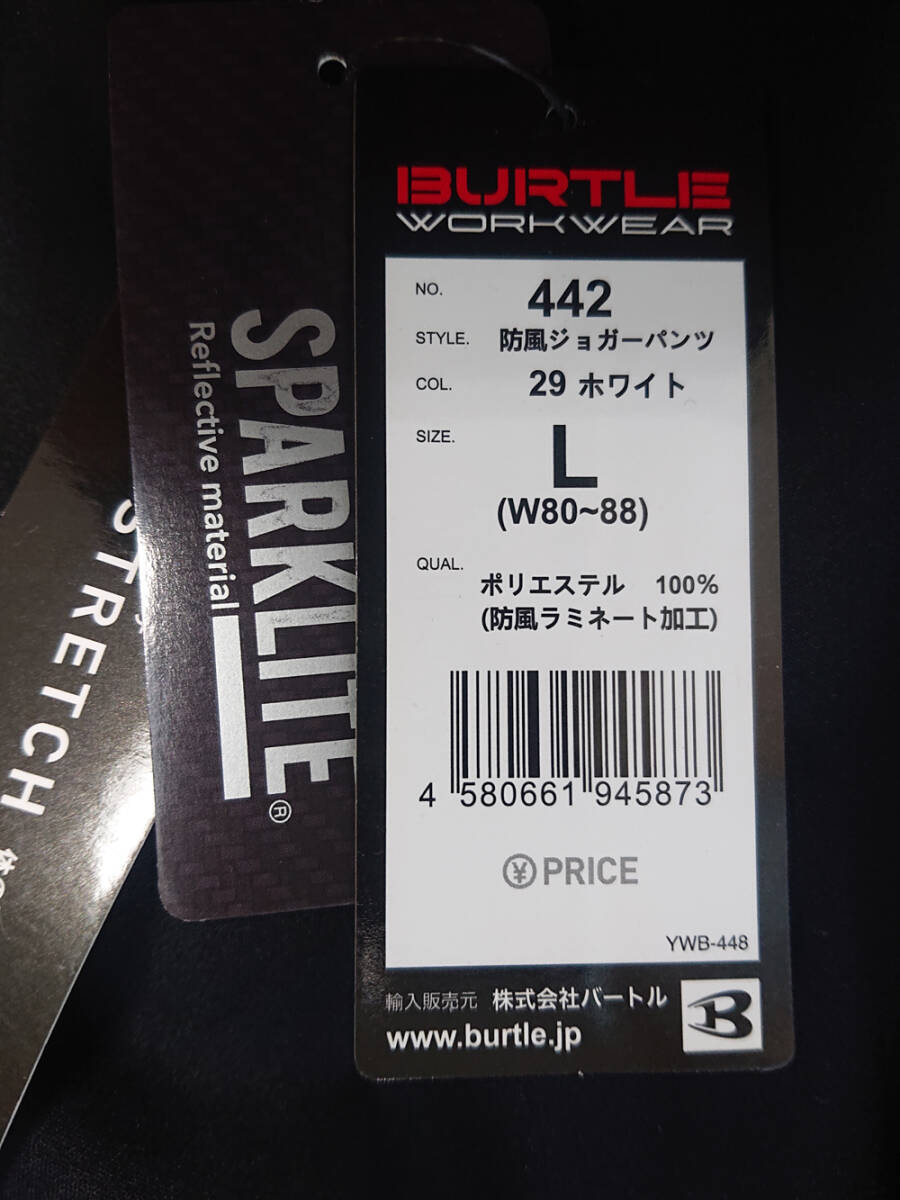 BURTLE
WORKWEAR
NO. 442
STYLE. 防風ジョガーパンツ
COL. 29 ホワイト
SIZE. L
(W80~88)
QUAL. ポリエステル 100%
(防風ラミネート加工)
4 580661 945873
¥ PRICE
YWB-448
輸入販売元 株式会社バートル
www.burtle.jp
B
SPARKLITE®
Reflective material
STRETCH